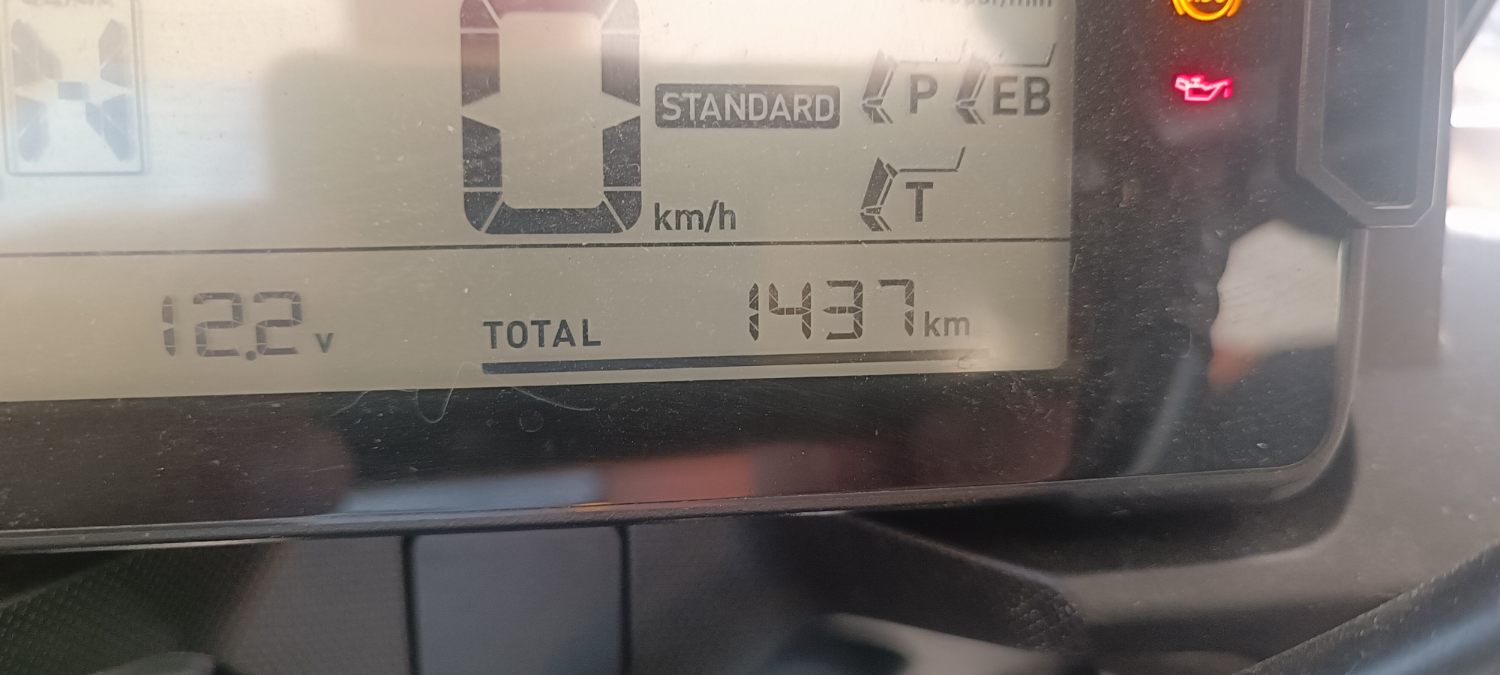 0 km/h
STANDARD
P EB
T
12.2 v
TOTAL 1437 km